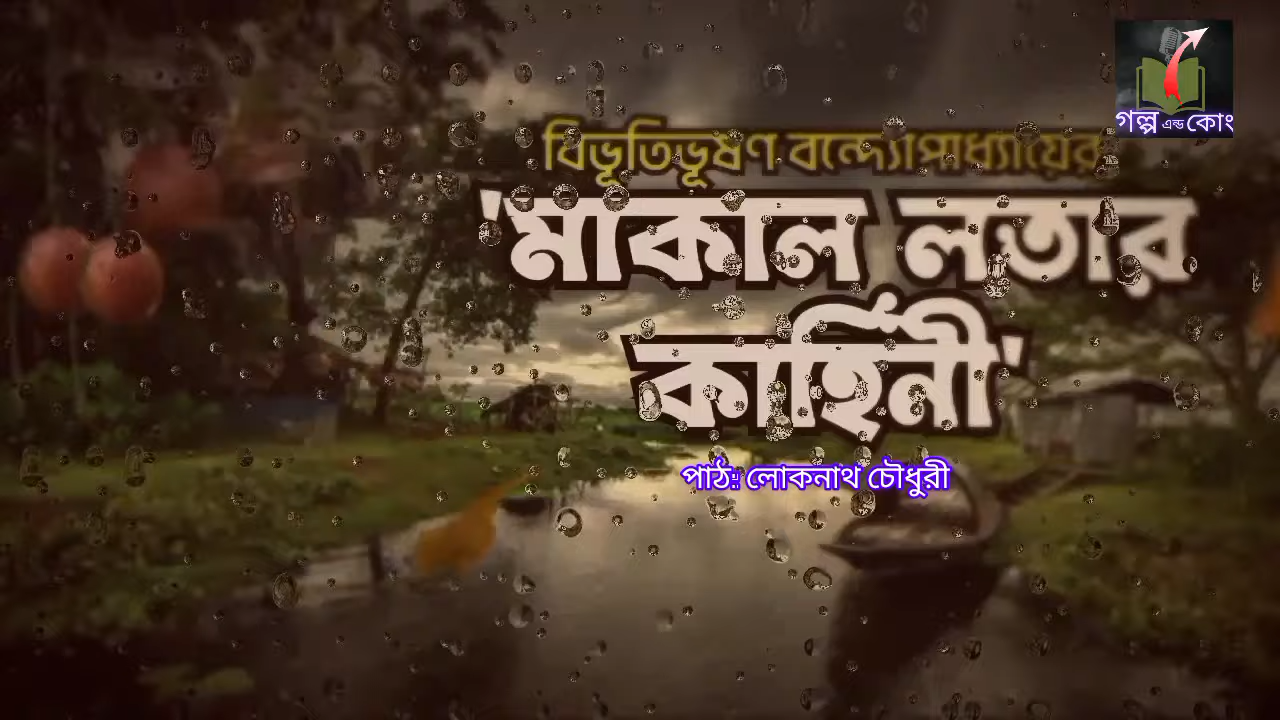 গল্প এন্ড কোং
বিভূতিভূষণ বন্দ্যোপাধ্যায়ের
'মাকাল লতার
কাহিনী'
পাঠ: লোকনাথ চৌধুরী